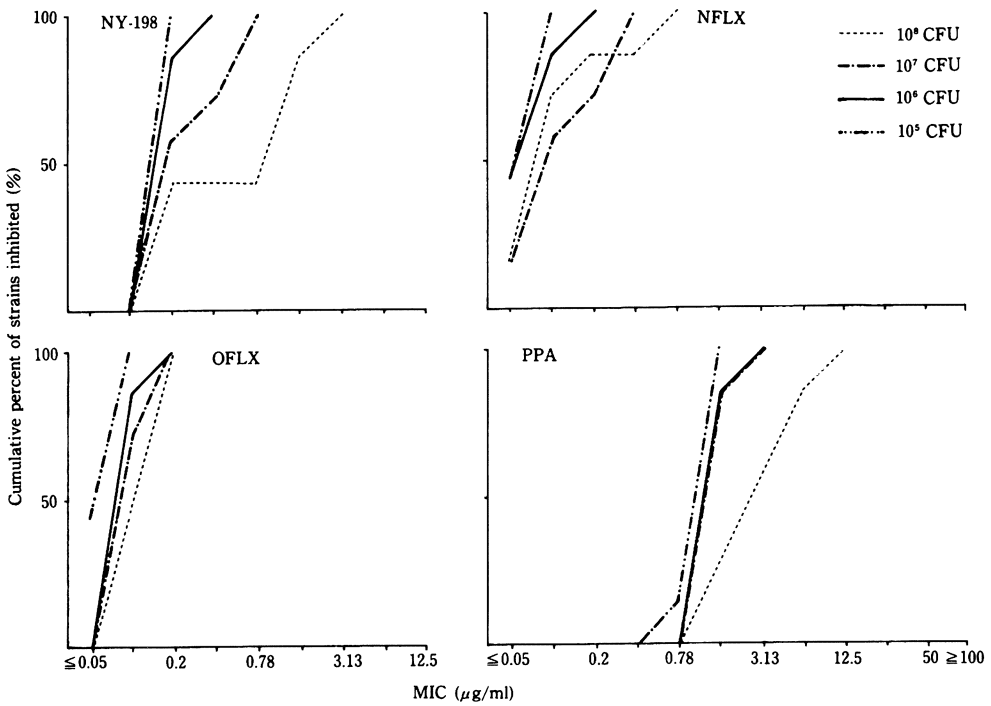 Cumulative percent of strains inhibited (%)
NY-198
100
50
NFLX
10⁸ CFU
10⁷ CFU
10⁶ CFU
10⁵ CFU
OFLX
100
50
≦0.05 0.2 0.78 3.13 12.5
PPA
≦0.05 0.2 0.78 3.13 12.5 50 ≧100
MIC (μg/ml)